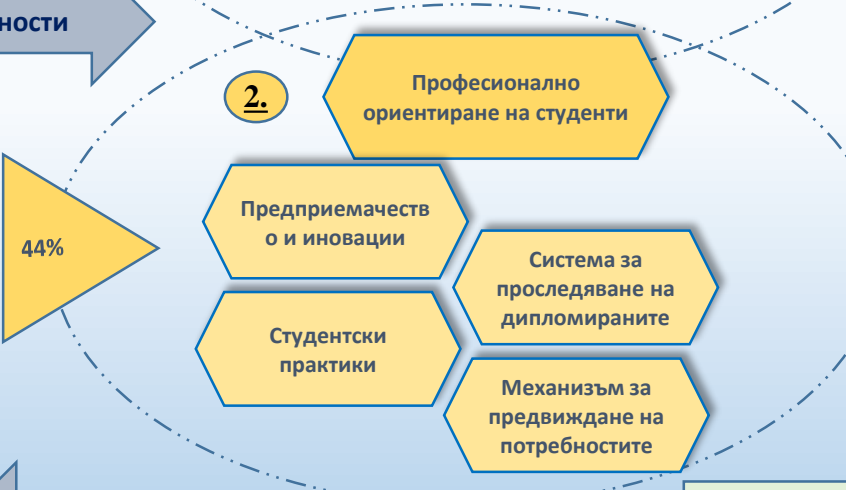 ности
2.
Професионално
ориентиране на студенти
44%
Предприемачеств
о и иновации
Система за
проследяване на
дипломираните
Студентски
практики
Механизъм за
предвиждане на
потребностите